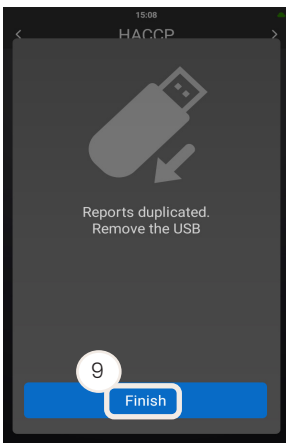 15:08
< HACCP >
Reports duplicated.
Remove the USB
9
Finish